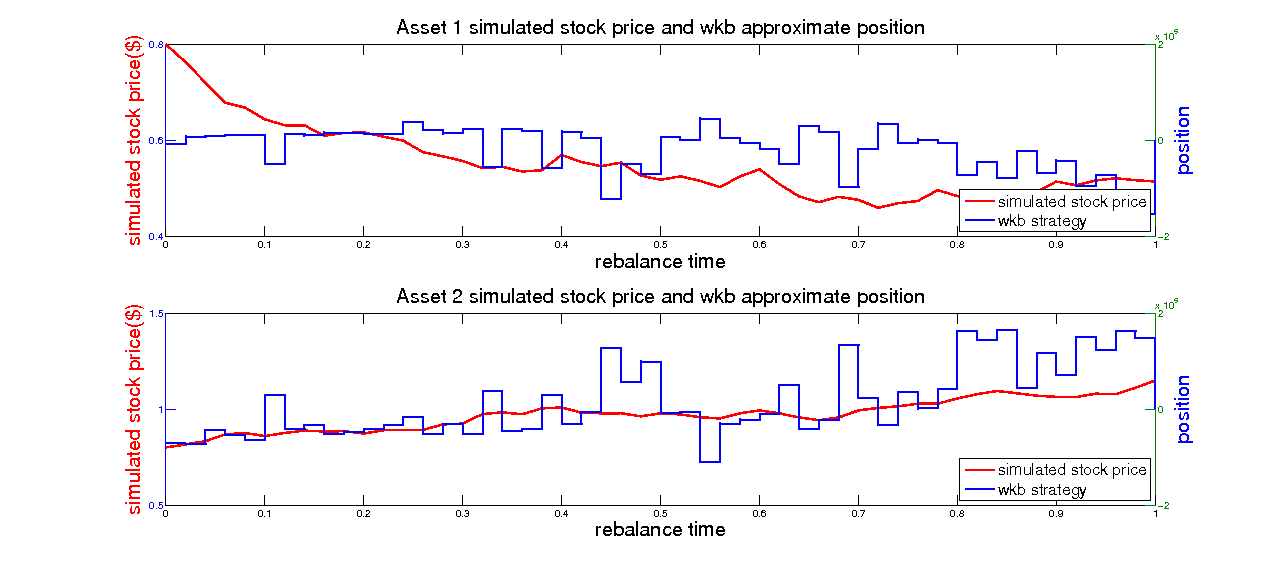 Asset 1 simulated stock price and wkb approximate position
x 10
simulated stock price($)
position
0.8
0.6
0.4
2
0
-2
0 0.1 0.2 0.3 0.4 0.5 0.6 0.7 0.8 0.9 1
rebalance time
simulated stock price
wkb strategy
Asset 2 simulated stock price and wkb approximate position
x 10
simulated stock price($)
position
1.5
1
0.5
2
0
-2
0 0.1 0.2 0.3 0.4 0.5 0.6 0.7 0.8 0.9 1
rebalance time
simulated stock price
wkb strategy